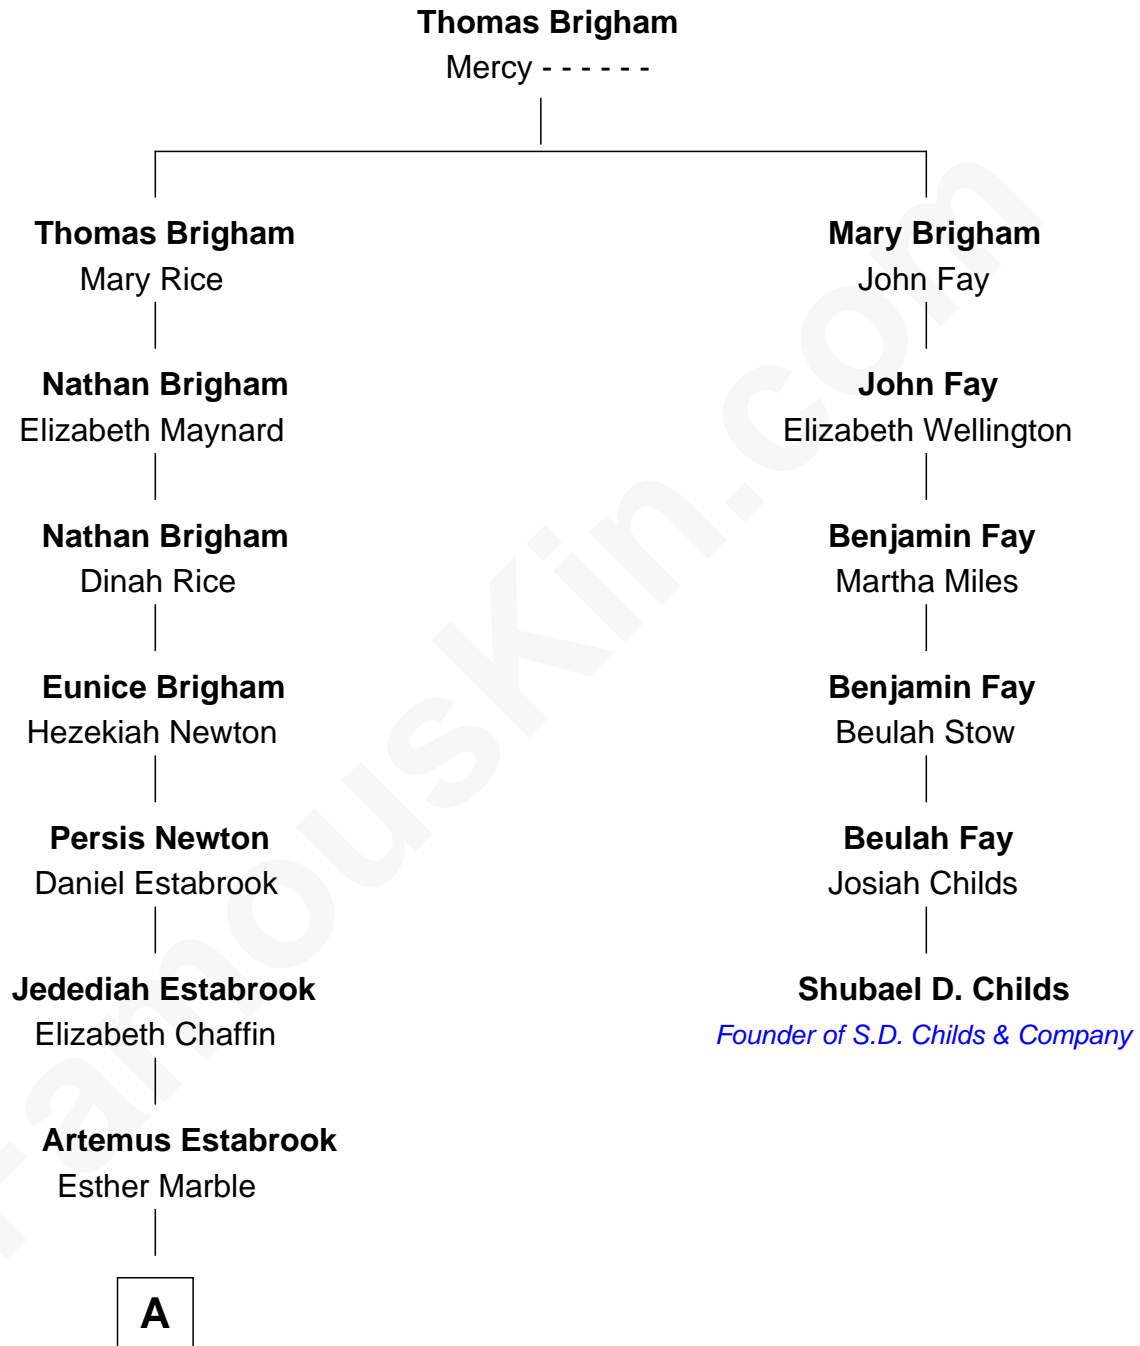 Thomas Brigham
Mercy - - - - - -
Thomas Brigham
Mary Rice
Nathan Brigham
Elizabeth Maynard
Nathan Brigham
Dinah Rice
Eunice Brigham
Hezekiah Newton
Persis Newton
Daniel Estabrook
Jedediah Estabrook
Elizabeth Chaffin
Artemus Estabrook
Esther Marble
A
Mary Brigham
John Fay
John Fay
Elizabeth Wellington
Benjamin Fay
Martha Miles
Benjamin Fay
Beulah Stow
Beulah Fay
Josiah Childs
Shubael D. Childs
Founder of S.D. Childs & Company
FamousKin.com